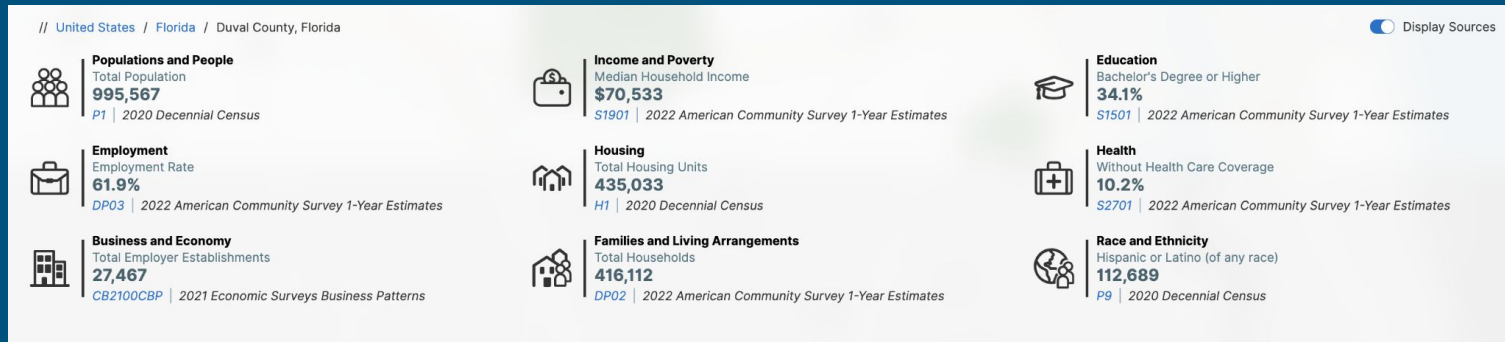 // United States / Florida / Duval County, Florida
Display Sources
Populations and People
Total Population
995,567
P1 | 2020 Decennial Census
Income and Poverty
Median Household Income
$70,533
S1901 | 2022 American Community Survey 1-Year Estimates
Education
Bachelor's Degree or Higher
34.1%
S1501 | 2022 American Community Survey 1-Year Estimates
Employment
Employment Rate
61.9%
DP03 | 2022 American Community Survey 1-Year Estimates
Housing
Total Housing Units
435,033
H1 | 2020 Decennial Census
Health
Without Health Care Coverage
10.2%
S2701 | 2022 American Community Survey 1-Year Estimates
Business and Economy
Total Employer Establishments
27,467
CB2100CBP | 2021 Economic Surveys Business Patterns
Families and Living Arrangements
Total Households
416,112
DP02 | 2022 American Community Survey 1-Year Estimates
Race and Ethnicity
Hispanic or Latino (of any race)
112,689
P9 | 2020 Decennial Census